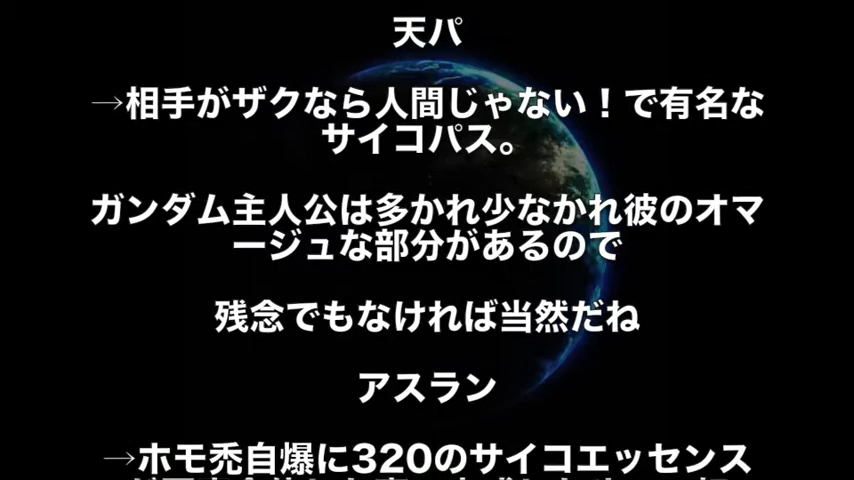 天パ
→相手がザクなら人間じゃない！で有名な
サイコパス。
ガンダム主人公は多かれ少なかれ彼のオマ
ージュな部分があるので
残念でもなければ当然だね
アスラン
→ホモ禿自爆に320のサイコエッセンス